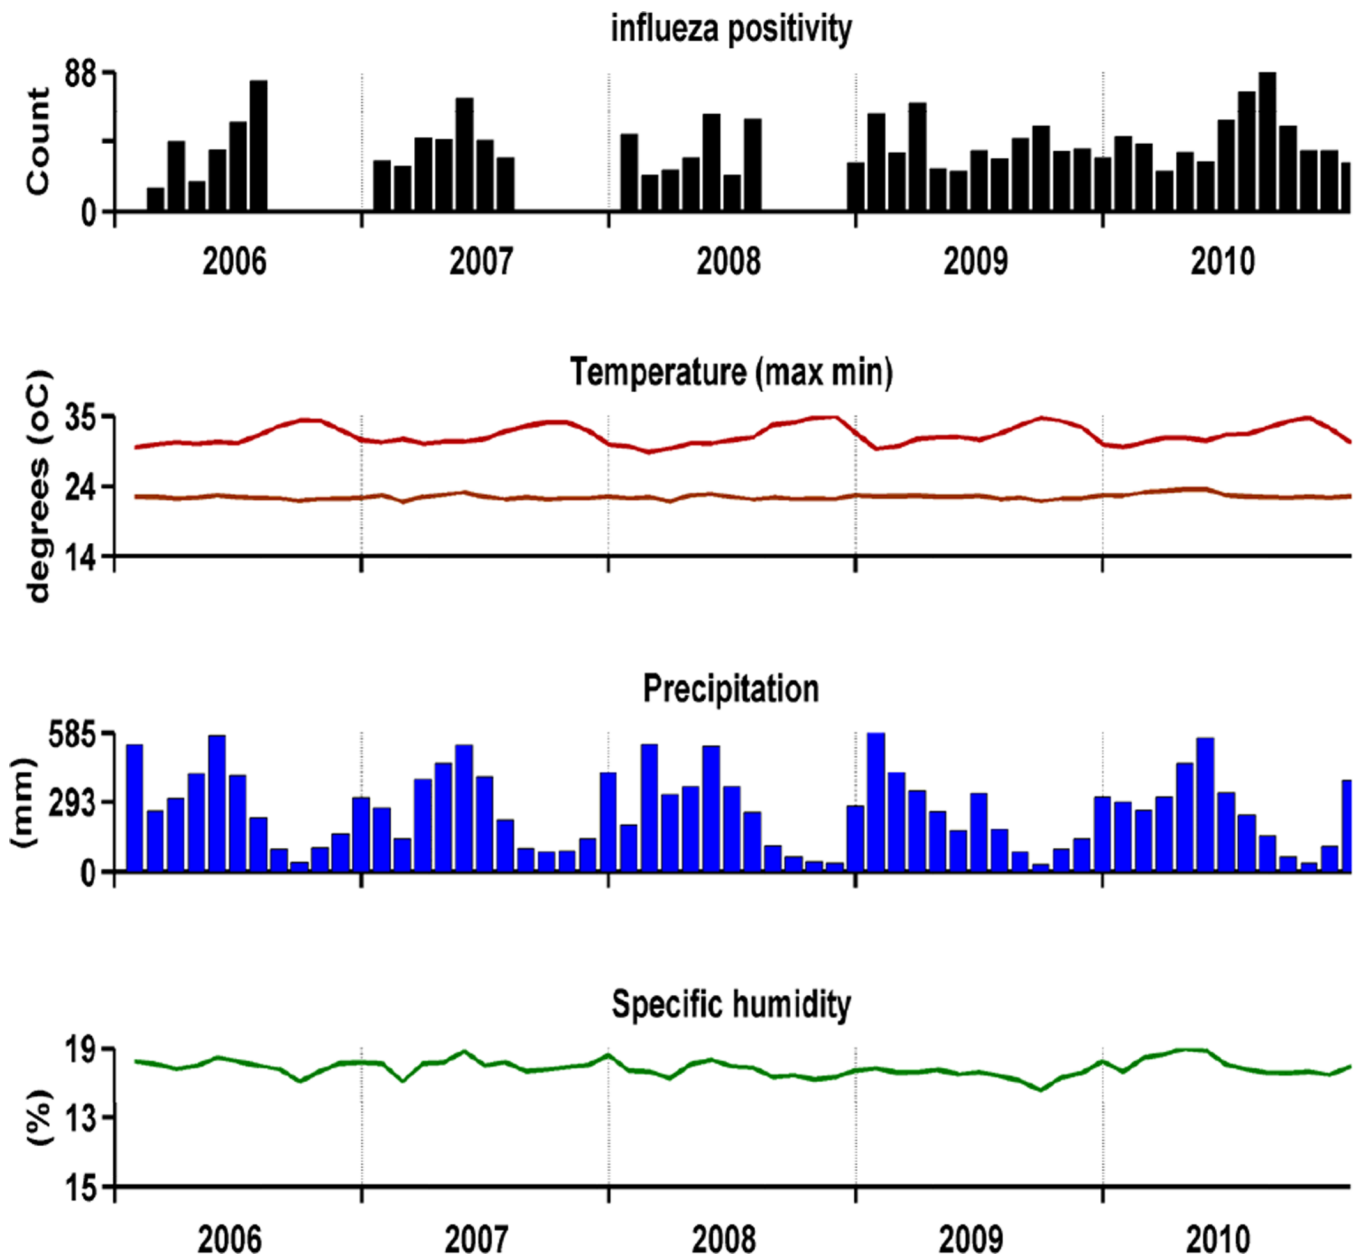 influeza positivity
88
Count
0
2006 2007 2008 2009 2010
Temperature (max min)
35
degrees (oC)
24
14
Precipitation
585
(mm)
293
0
Specific humidity
19
(%)
13
15
2006 2007 2008 2009 2010